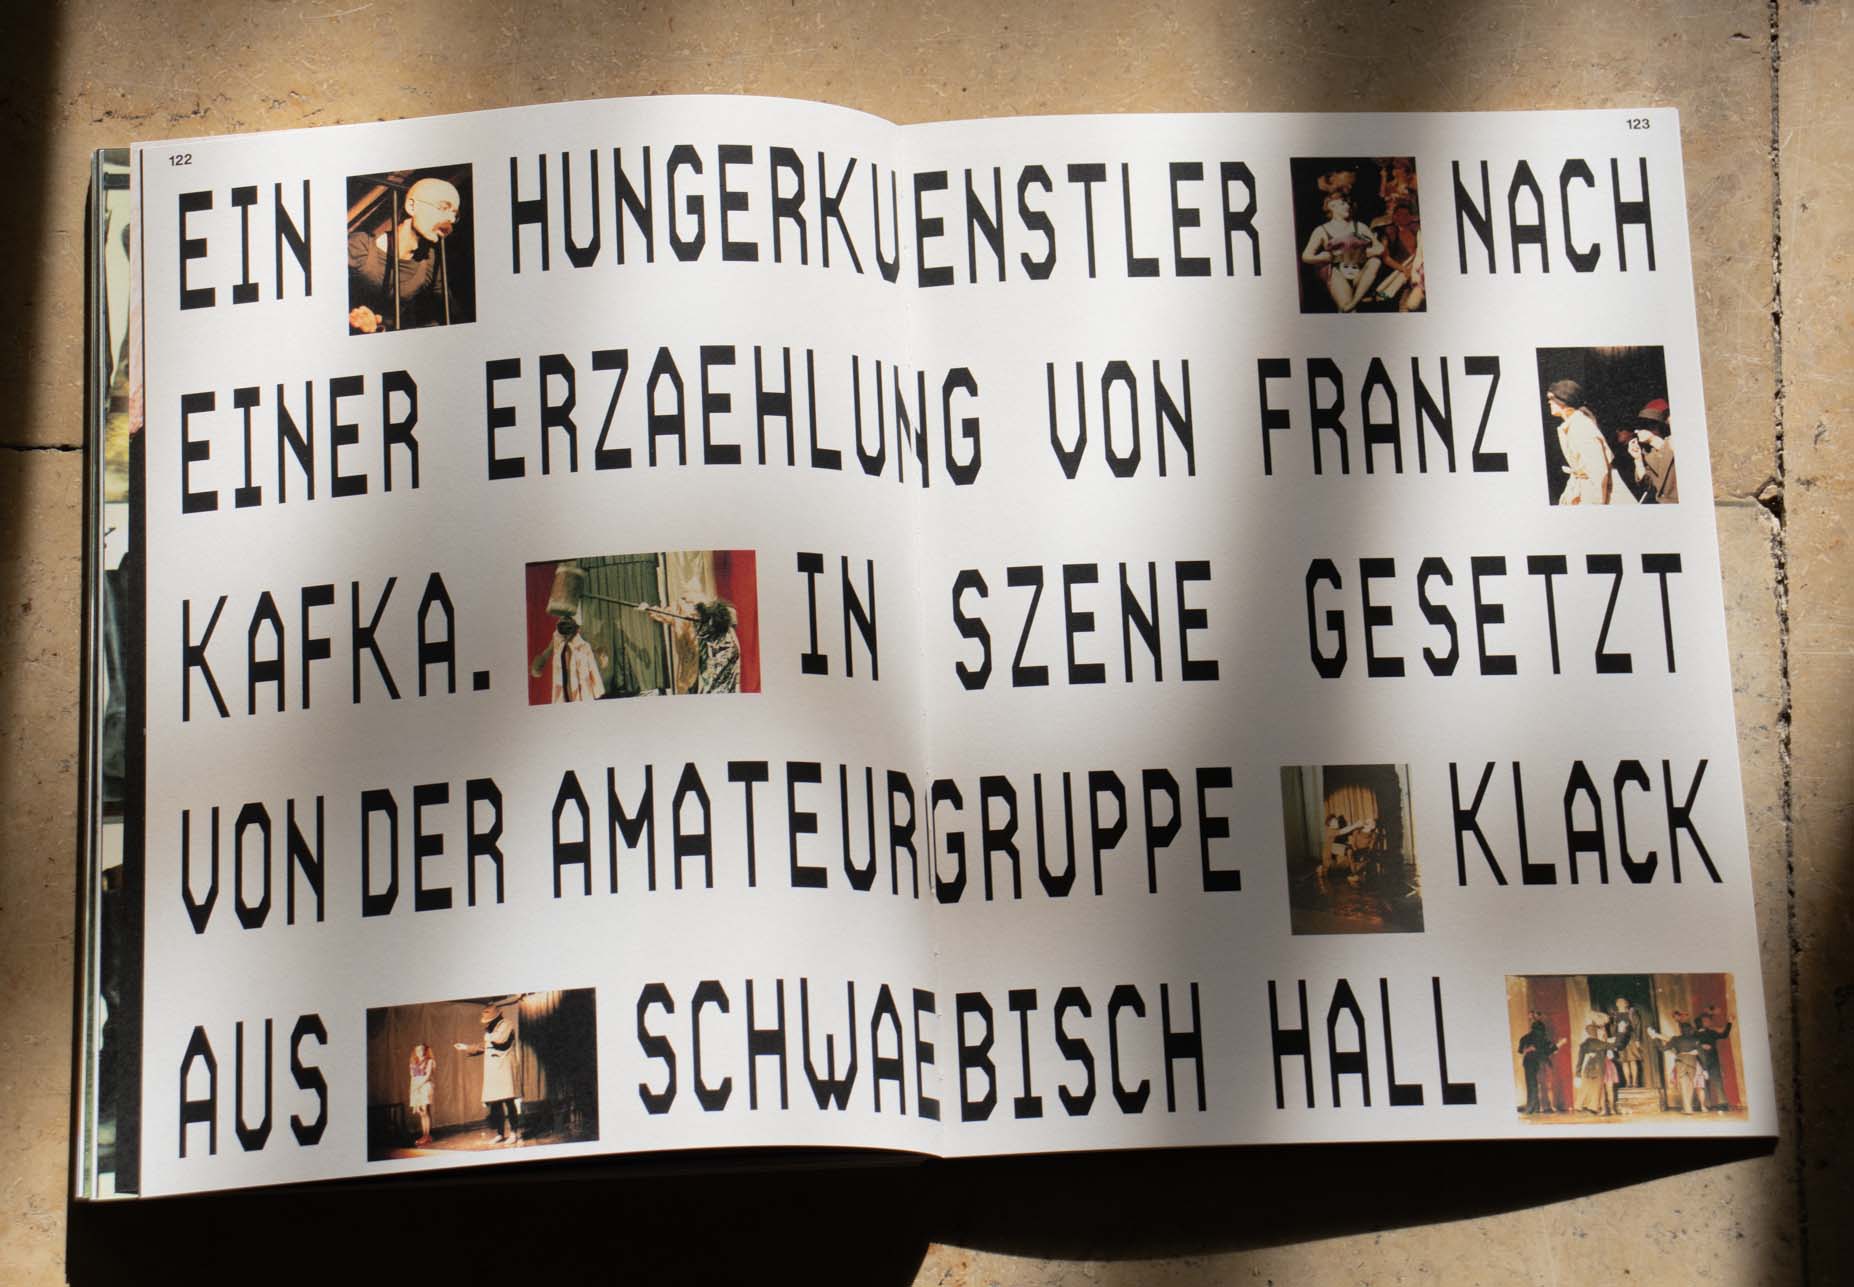 122
123
EIN HUNGERKUENSTLER NACH
EINER ERZAEHLUNG VON FRANZ
KAFKA. IN SZENE GESETZT
VON DER AMATEURGRUPPE KLACK
AUS SCHWAEBISCH HALL